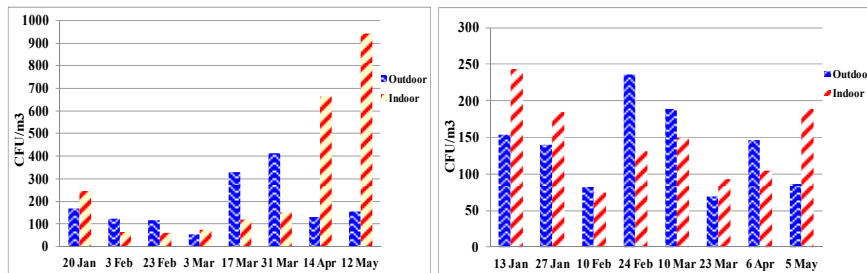 1000
900
800
700
600
500
400
300
200
100
0
CFU/m3
20 Jan 3 Feb 23 Feb 3 Mar 17 Mar 31 Mar 14 Apr 12 May
Outdoor
Indoor
300
250
200
150
100
50
0
CFU/m3
13 Jan 27 Jan 10 Feb 24 Feb 10 Mar 23 Mar 6 Apr 5 May
Outdoor
Indoor